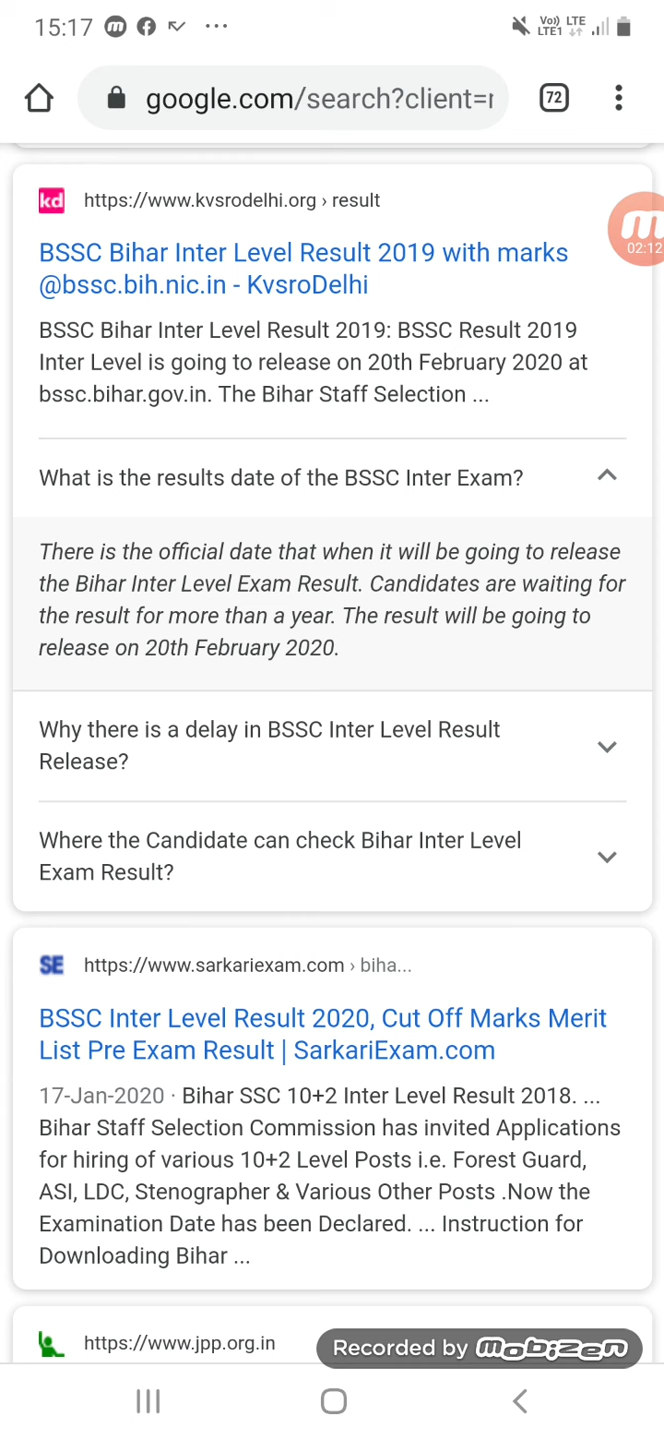 15:17
Vo)) LTE
LTE1
google.com/search?client=
72
kd https://www.kvsrodelhi.org › result
02:12
BSSC Bihar Inter Level Result 2019 with marks
@bssc.bih.nic.in - KvsroDelhi
BSSC Bihar Inter Level Result 2019: BSSC Result 2019
Inter Level is going to release on 20th February 2020 at
bssc.bihar.gov.in. The Bihar Staff Selection ...
What is the results date of the BSSC Inter Exam?
There is the official date that when it will be going to release
the Bihar Inter Level Exam Result. Candidates are waiting for
the result for more than a year. The result will be going to
release on 20th February 2020.
Why there is a delay in BSSC Inter Level Result
Release?
Where the Candidate can check Bihar Inter Level
Exam Result?
SE https://www.sarkariexam.com › biha...
BSSC Inter Level Result 2020, Cut Off Marks Merit
List Pre Exam Result | SarkariExam.com
17-Jan-2020 · Bihar SSC 10+2 Inter Level Result 2018. ...
Bihar Staff Selection Commission has invited Applications
for hiring of various 10+2 Level Posts i.e. Forest Guard,
ASI, LDC, Stenographer & Various Other Posts .Now the
Examination Date has been Declared. ... Instruction for
Downloading Bihar ...
https://www.jpp.org.in
Recorded by mobizen